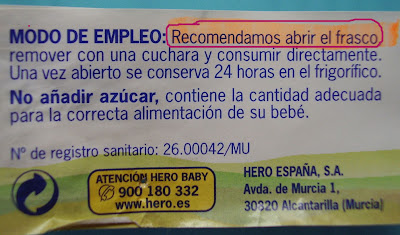 MODO DE EMPLEO: Recomendamos abrir el frasco
remover con una cuchara y consumir directamente.
Una vez abierto se conserva 24 horas en el frigorífico.
No añadir azúcar, contiene la cantidad adecuada
para la correcta alimentación de su bebé.
Nº de registro sanitario: 26.00042/MU
ATENCIÓN HERO BABY
900 180 332
www.hero.es
HERO ESPAÑA, S.A.
Avda. de Murcia 1,
30820 Alcantarilla (Murcia)